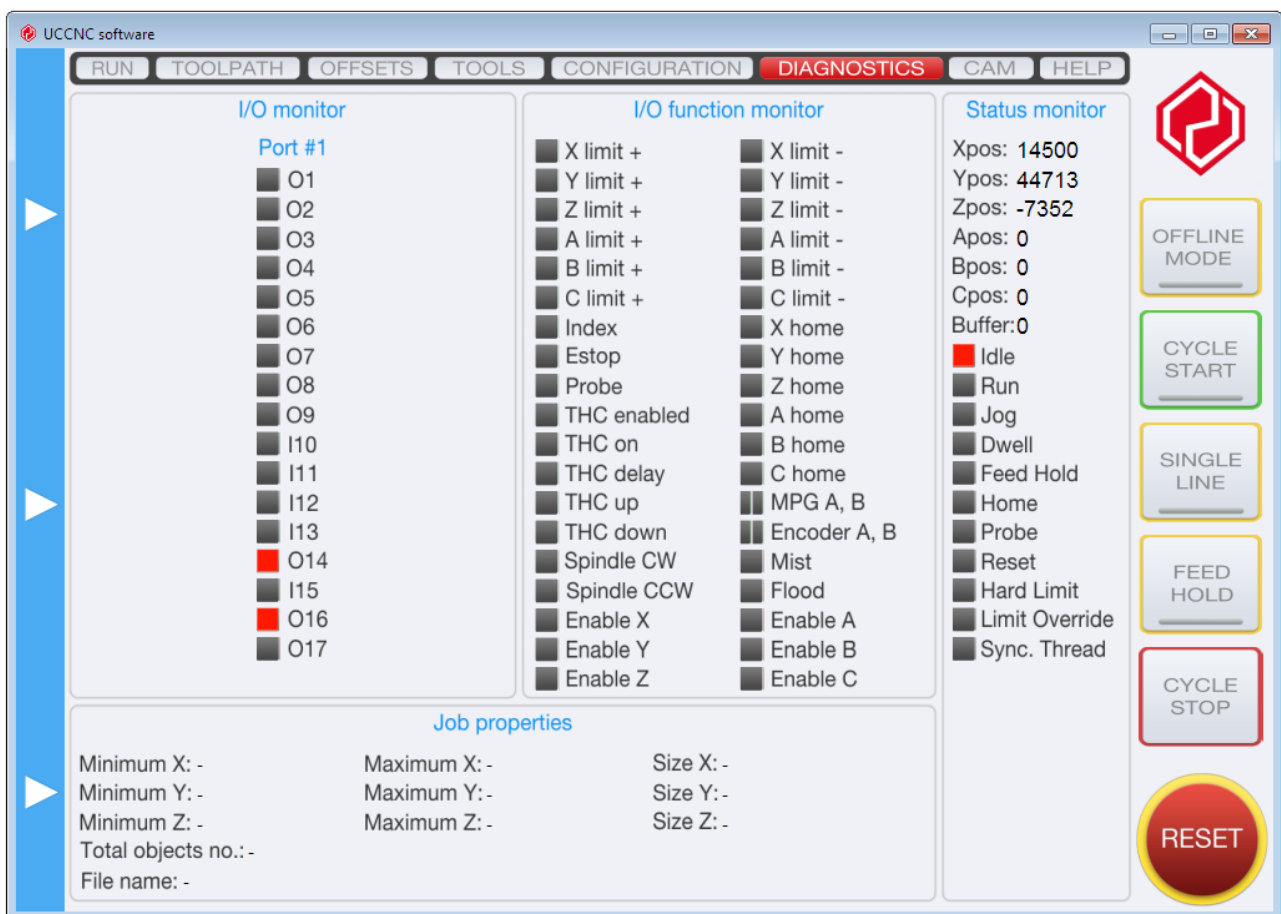 UCCNC software
RUN TOOLPATH OFFSETS TOOLS CONFIGURATION DIAGNOSTICS CAM HELP
I/O monitor
Port #1
O1
O2
O3
O4
O5
O6
O7
O8
O9
I10
I11
I12
I13
O14
I15
O16
O17
I/O function monitor
X limit + X limit -
Y limit + Y limit -
Z limit + Z limit -
A limit + A limit -
B limit + B limit -
C limit + C limit -
Index X home
Estop Y home
Probe Z home
THC enabled A home
THC on B home
THC delay C home
THC up MPG A, B
THC down Encoder A, B
Spindle CW Mist
Spindle CCW Flood
Enable X Enable A
Enable Y Enable B
Enable Z Enable C
Status monitor
Xpos: 14500
Ypos: 44713
Zpos: -7352
Apos: 0
Bpos: 0
Cpos: 0
Buffer:0
Idle
Run
Jog
Dwell
Feed Hold
Home
Probe
Reset
Hard Limit
Limit Override
Sync. Thread
Job properties
Minimum X: - Maximum X: - Size X: -
Minimum Y: - Maximum Y: - Size Y: -
Minimum Z: - Maximum Z: - Size Z: -
Total objects no.: -
File name: -
OFFLINE
MODE
CYCLE
START
SINGLE
LINE
FEED
HOLD
CYCLE
STOP
RESET